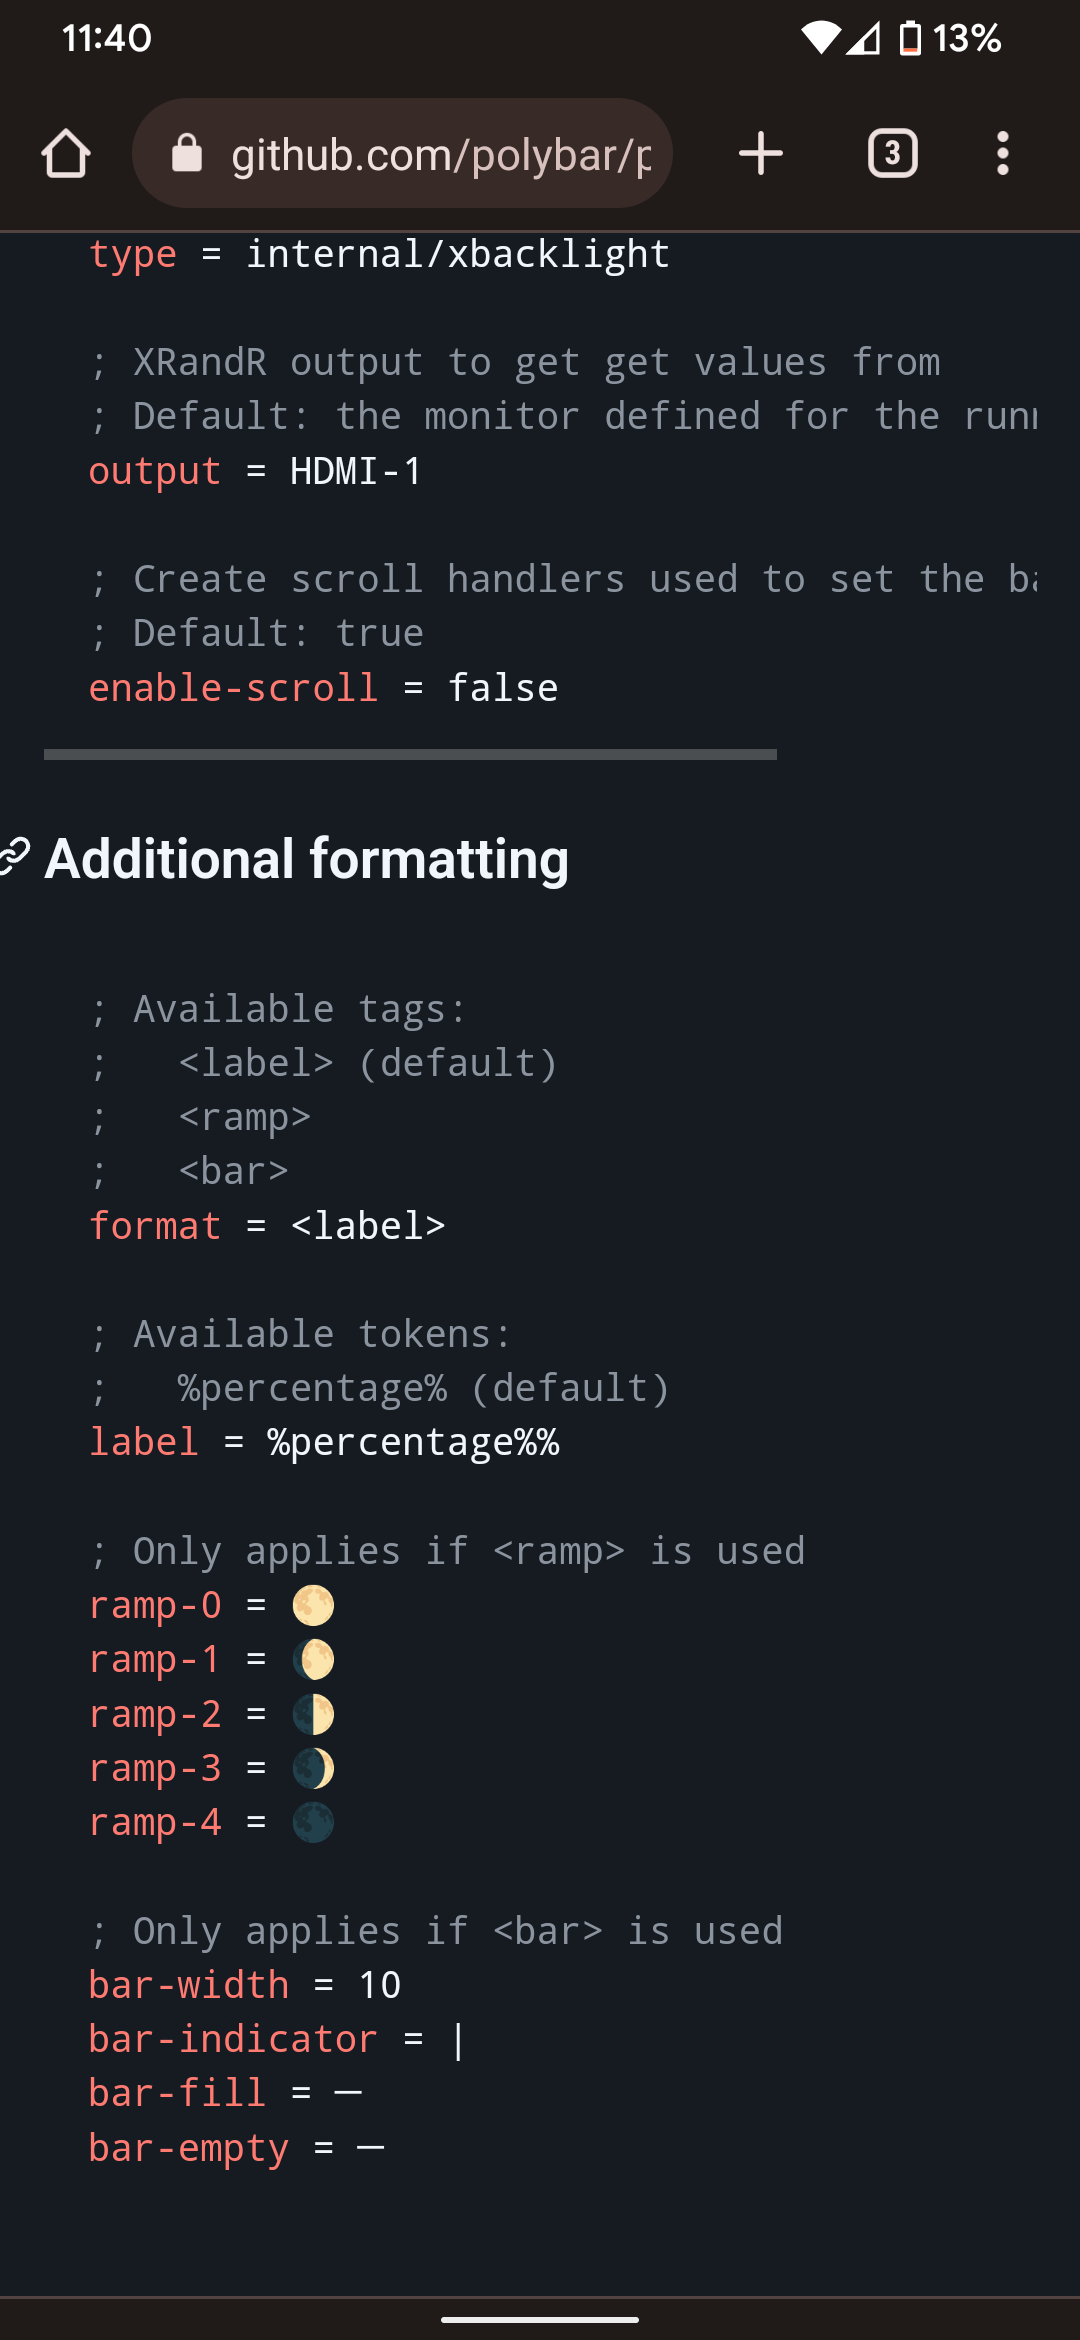 11:40
13%
github.com/polybar/p
3
type = internal/xbacklight
; XRandR output to get get values from
; Default: the monitor defined for the
output = HDMI-1
; Create scroll handlers used to set the
; Default: true
enable-scroll = false
Additional formatting
; Available tags:
;   <label> (default)
;   <ramp>
;   <bar>
format = <label>
; Available tokens:
;   %percentage% (default)
label = %percentage%%
; Only applies if <ramp> is used
ramp-0 = 🌕
ramp-1 = 🌔
ramp-2 = 🌓
ramp-3 = 🌒
ramp-4 = 🌑
; Only applies if <bar> is used
bar-width = 10
bar-indicator = |
bar-fill = ─
bar-empty = ─